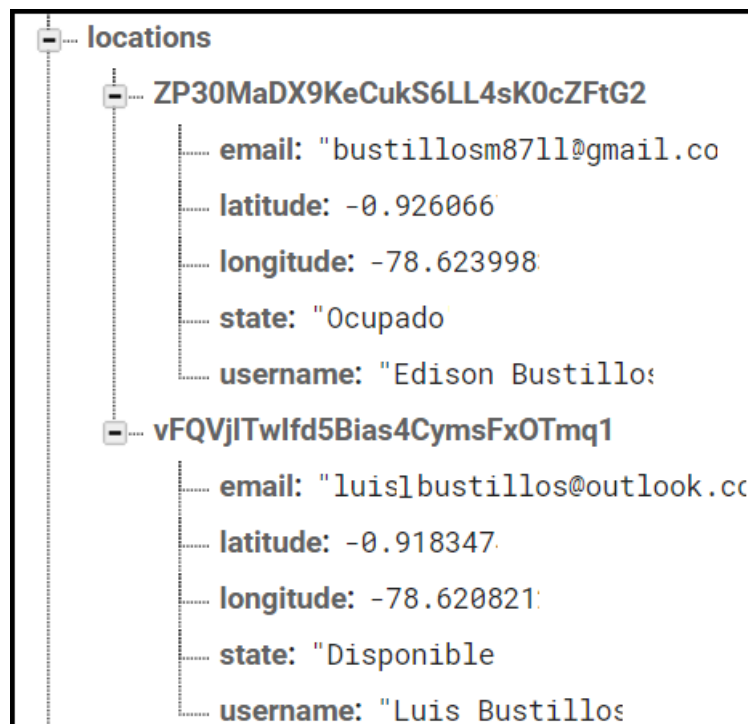 locations
ZP30MaDX9KeCukS6LL4sK0cZFtG2
email: "bustillosm87ll@gmail.co
latitude: -0.926066
longitude: -78.623998
state: "Ocupado
username: "Edison Bustillos
vFQVjITwIfd5Bias4CymsFxOTmq1
email: "luislbustillos@outlook.co
latitude: -0.918347
longitude: -78.620821
state: "Disponible
username: "Luis Bustillos